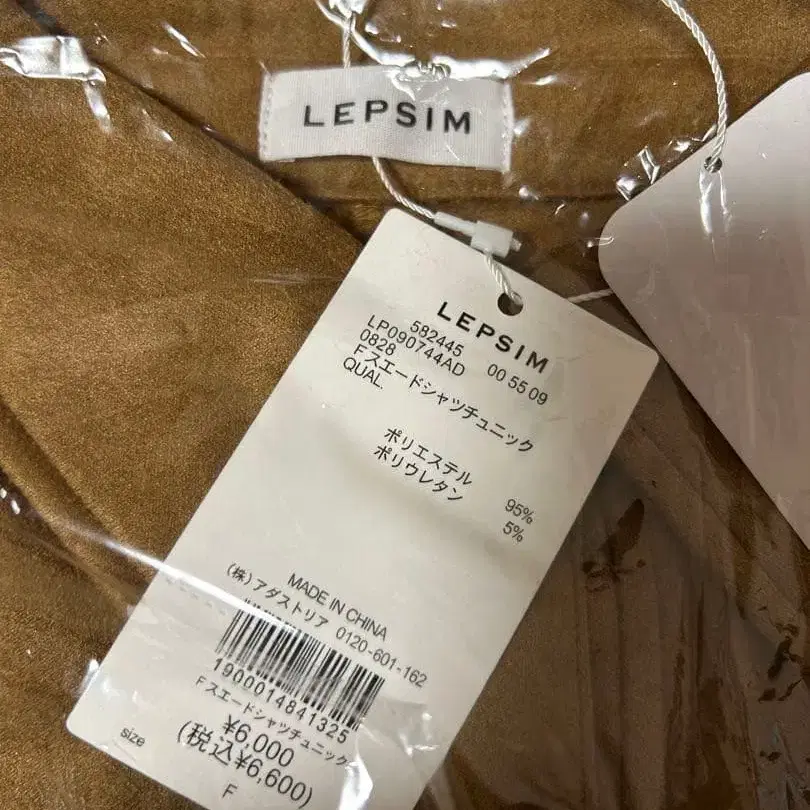 LEPSIM
LEPSIM
582445
LP090744AD 00 55 09
0828
Fスエードシャツチュニック
QUAL.
ポリエステル 95%
ポリウレタン 5%
MADE IN CHINA
(株)アダストリア 0120-601-162
1900014841325
Fスエードシャツチュニック
¥6,000
(税込¥6,600)
size F